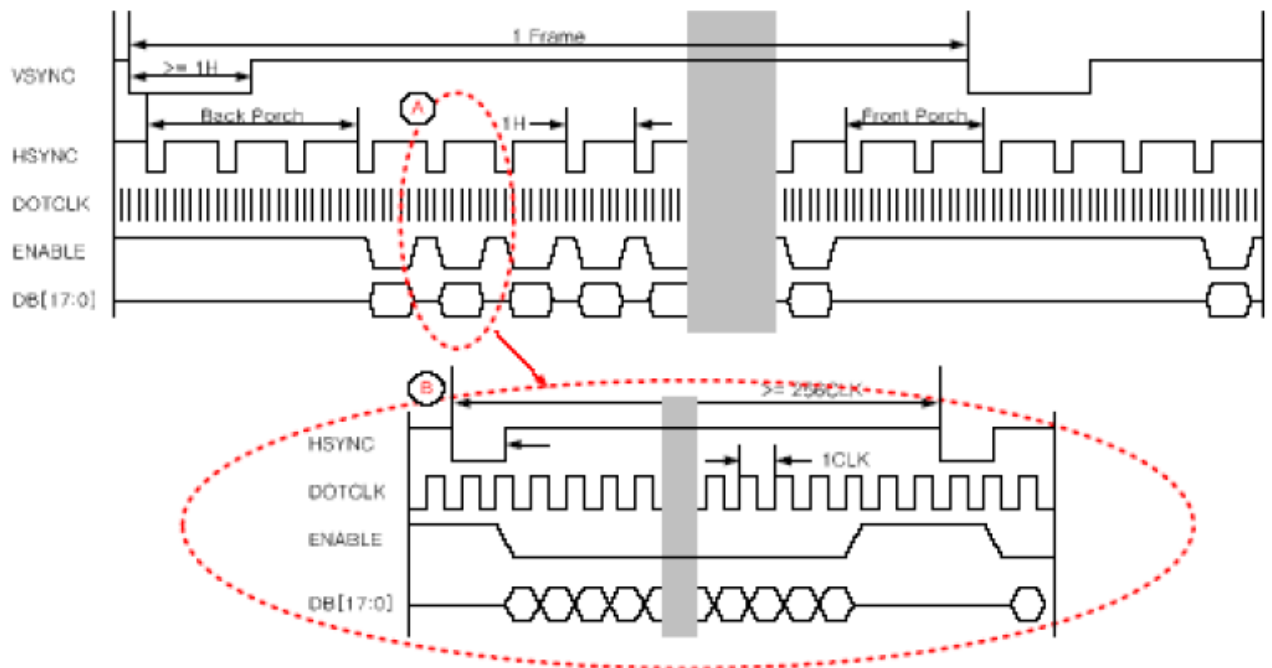 1 Frame
VSYNC
>= 1H
A
Back Porch
1H
Front Porch
HSYNC
DOTCLK
ENABLE
DB[17:0]
B
>= 256CLK
HSYNC
1CLK
DOTCLK
ENABLE
DB[17:0]